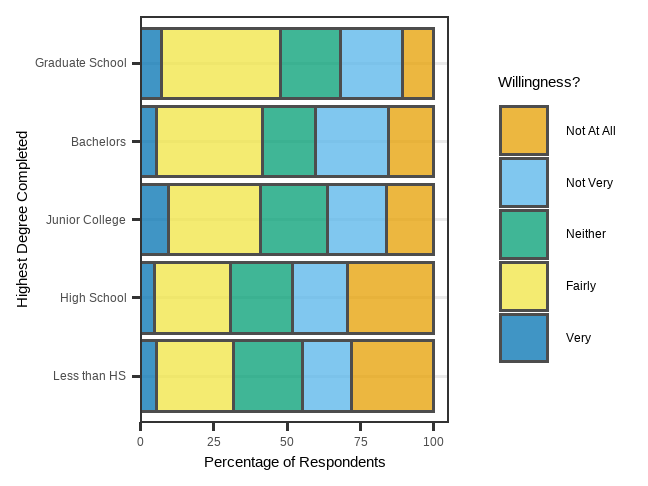 Highest Degree Completed
Graduate School
Bachelors
Junior College
High School
Less than HS
0 25 50 75 100
Percentage of Respondents
Willingness?
Not At All
Not Very
Neither
Fairly
Very